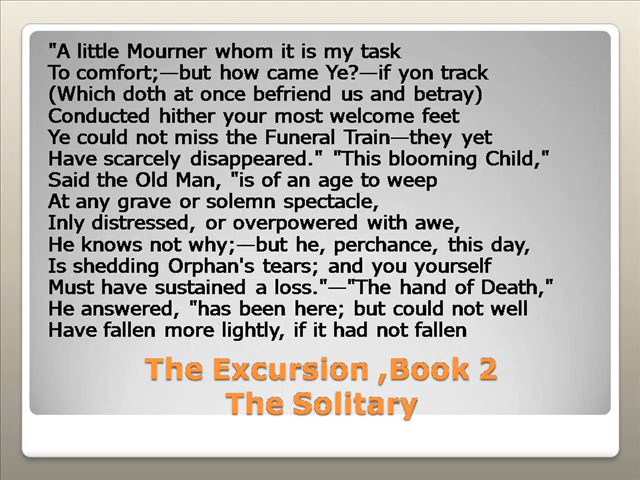 "A little Mourner whom it is my task
To comfort;—but how came Ye?—if yon track
(Which doth at once befriend us and betray)
Conducted hither your most welcome feet
Ye could not miss the Funeral Train—they yet
Have scarcely disappeared." "This blooming Child,"
Said the Old Man, "is of an age to weep
At any grave or solemn spectacle,
Inly distressed, or overpowered with awe,
He knows not why;—but he, perchance, this day,
Is shedding Orphan's tears; and you yourself
Must have sustained a loss."—"The hand of Death,"
He answered, "has been here; but could not well
Have fallen more lightly, if it had not fallen
The Excursion ,Book 2
The Solitary